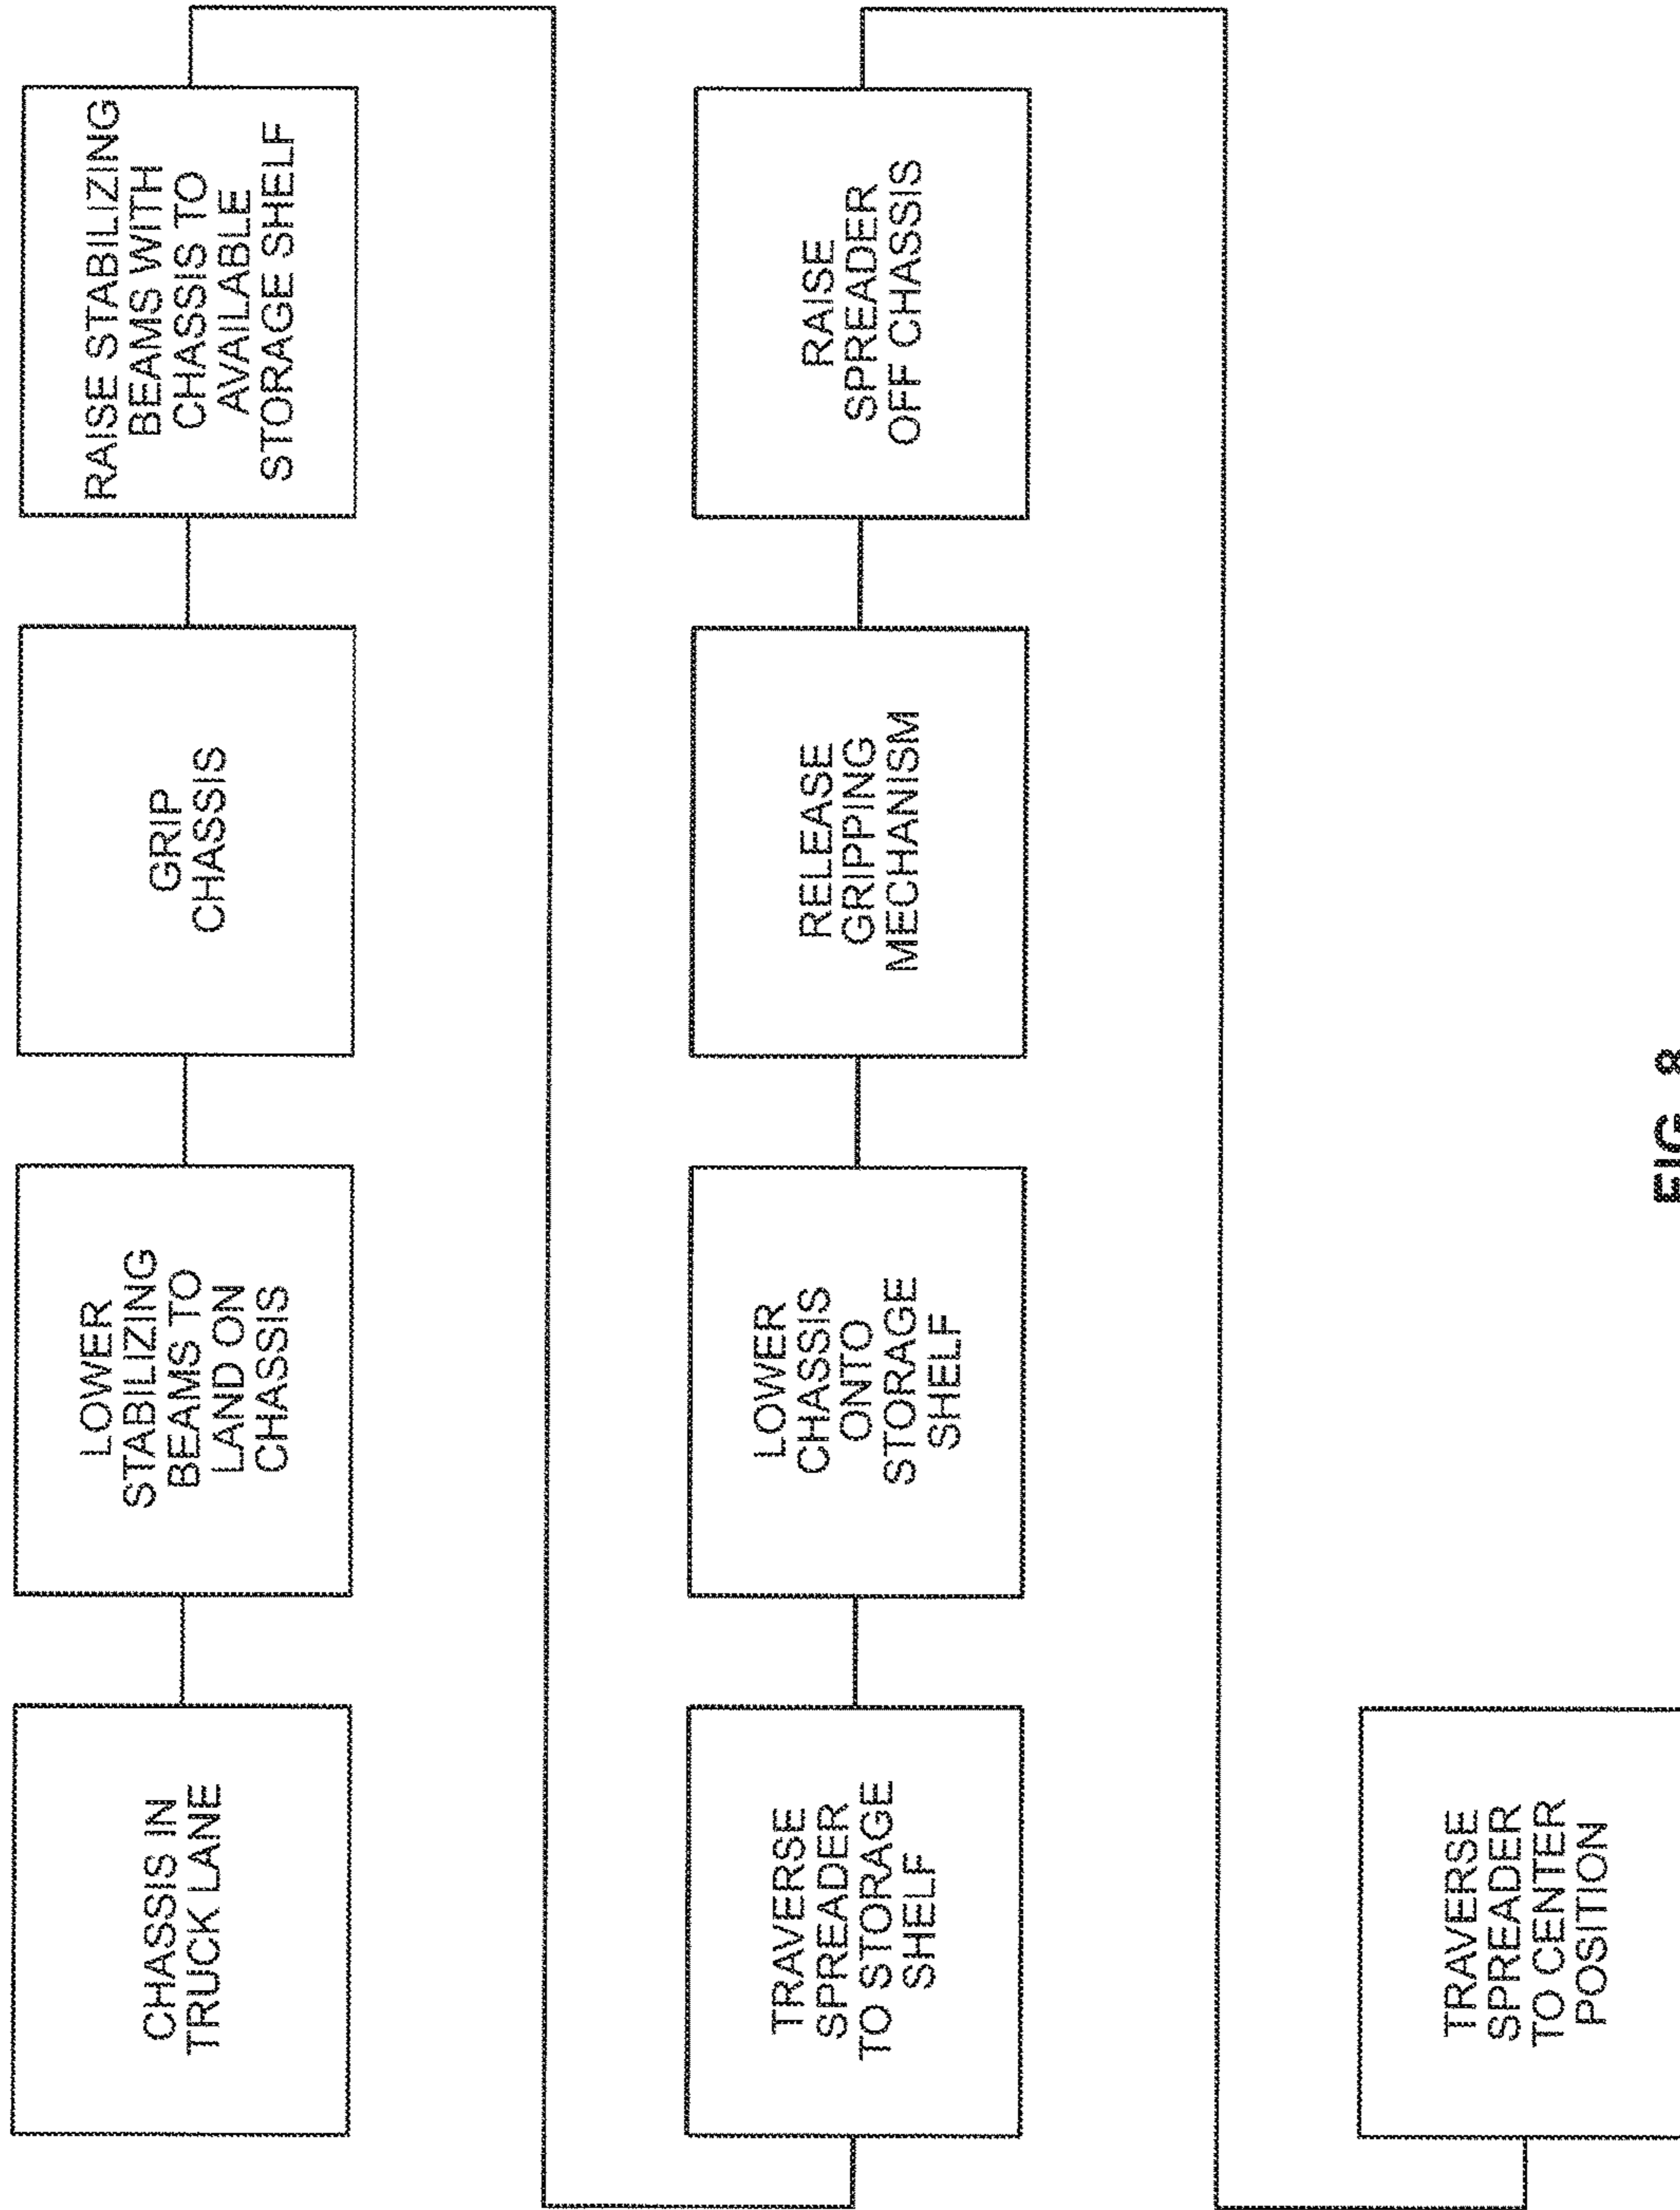 CHASSIS IN
TRUCK LANE
LOWER
STABILIZING
BEAMS TO
LAND ON
CHASSIS
GRIP
CHASSIS
RAISE STABILIZING
BEAMS WITH
CHASSIS TO
AVAILABLE
STORAGE SHELF
TRAVERSE
SPREADER
TO STORAGE
SHELF
LOWER
CHASSIS
ONTO
STORAGE
SHELF
RELEASE
GRIPPING
MECHANISM
RAISE
SPREADER
OFF CHASSIS
TRAVERSE
SPREADER
TO CENTER
POSITION
FIG. 8